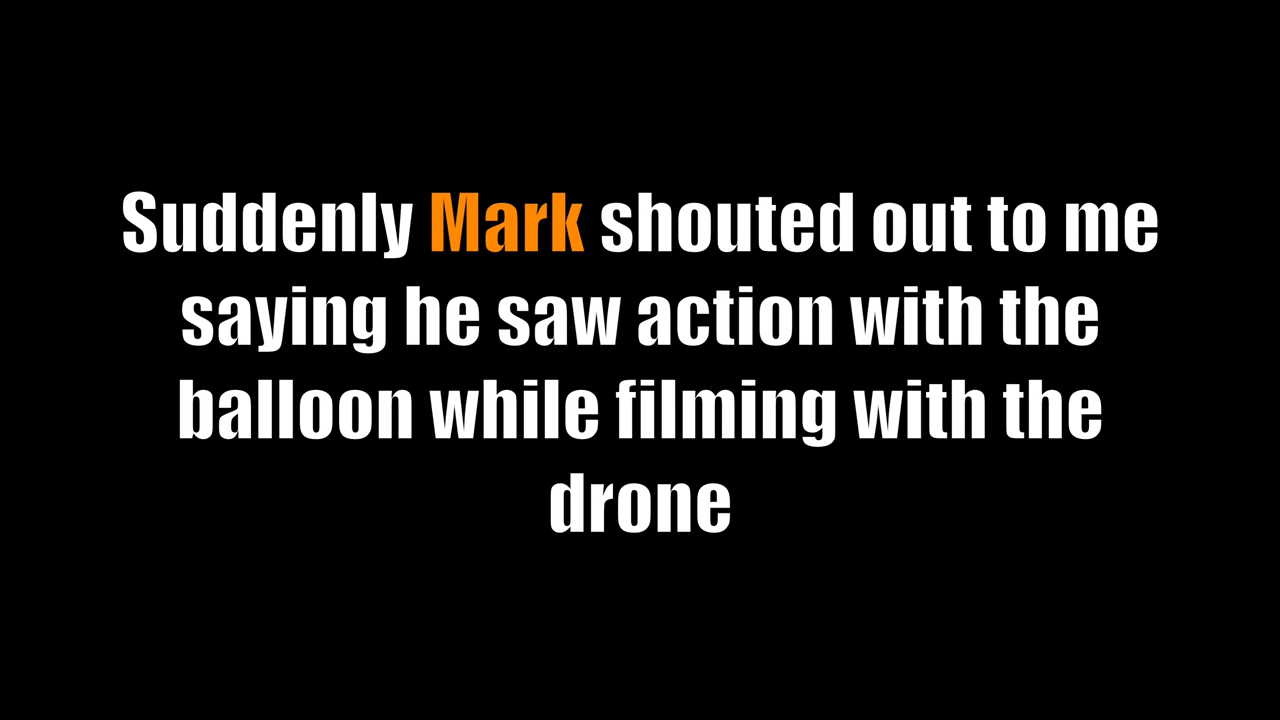 Suddenly Mark shouted out to me
saying he saw action with the
balloon while filming with the
drone